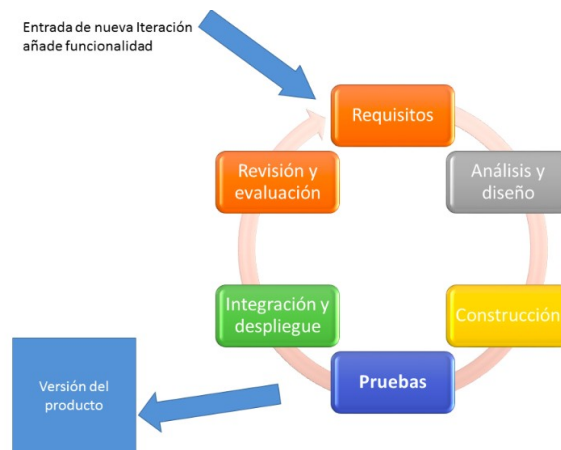 Entrada de nueva Iteración
añade funcionalidad
Requisitos
Revisión y
evaluación
Análisis y
diseño
Integración y
despliegue
Construcción
Pruebas
Versión del
producto